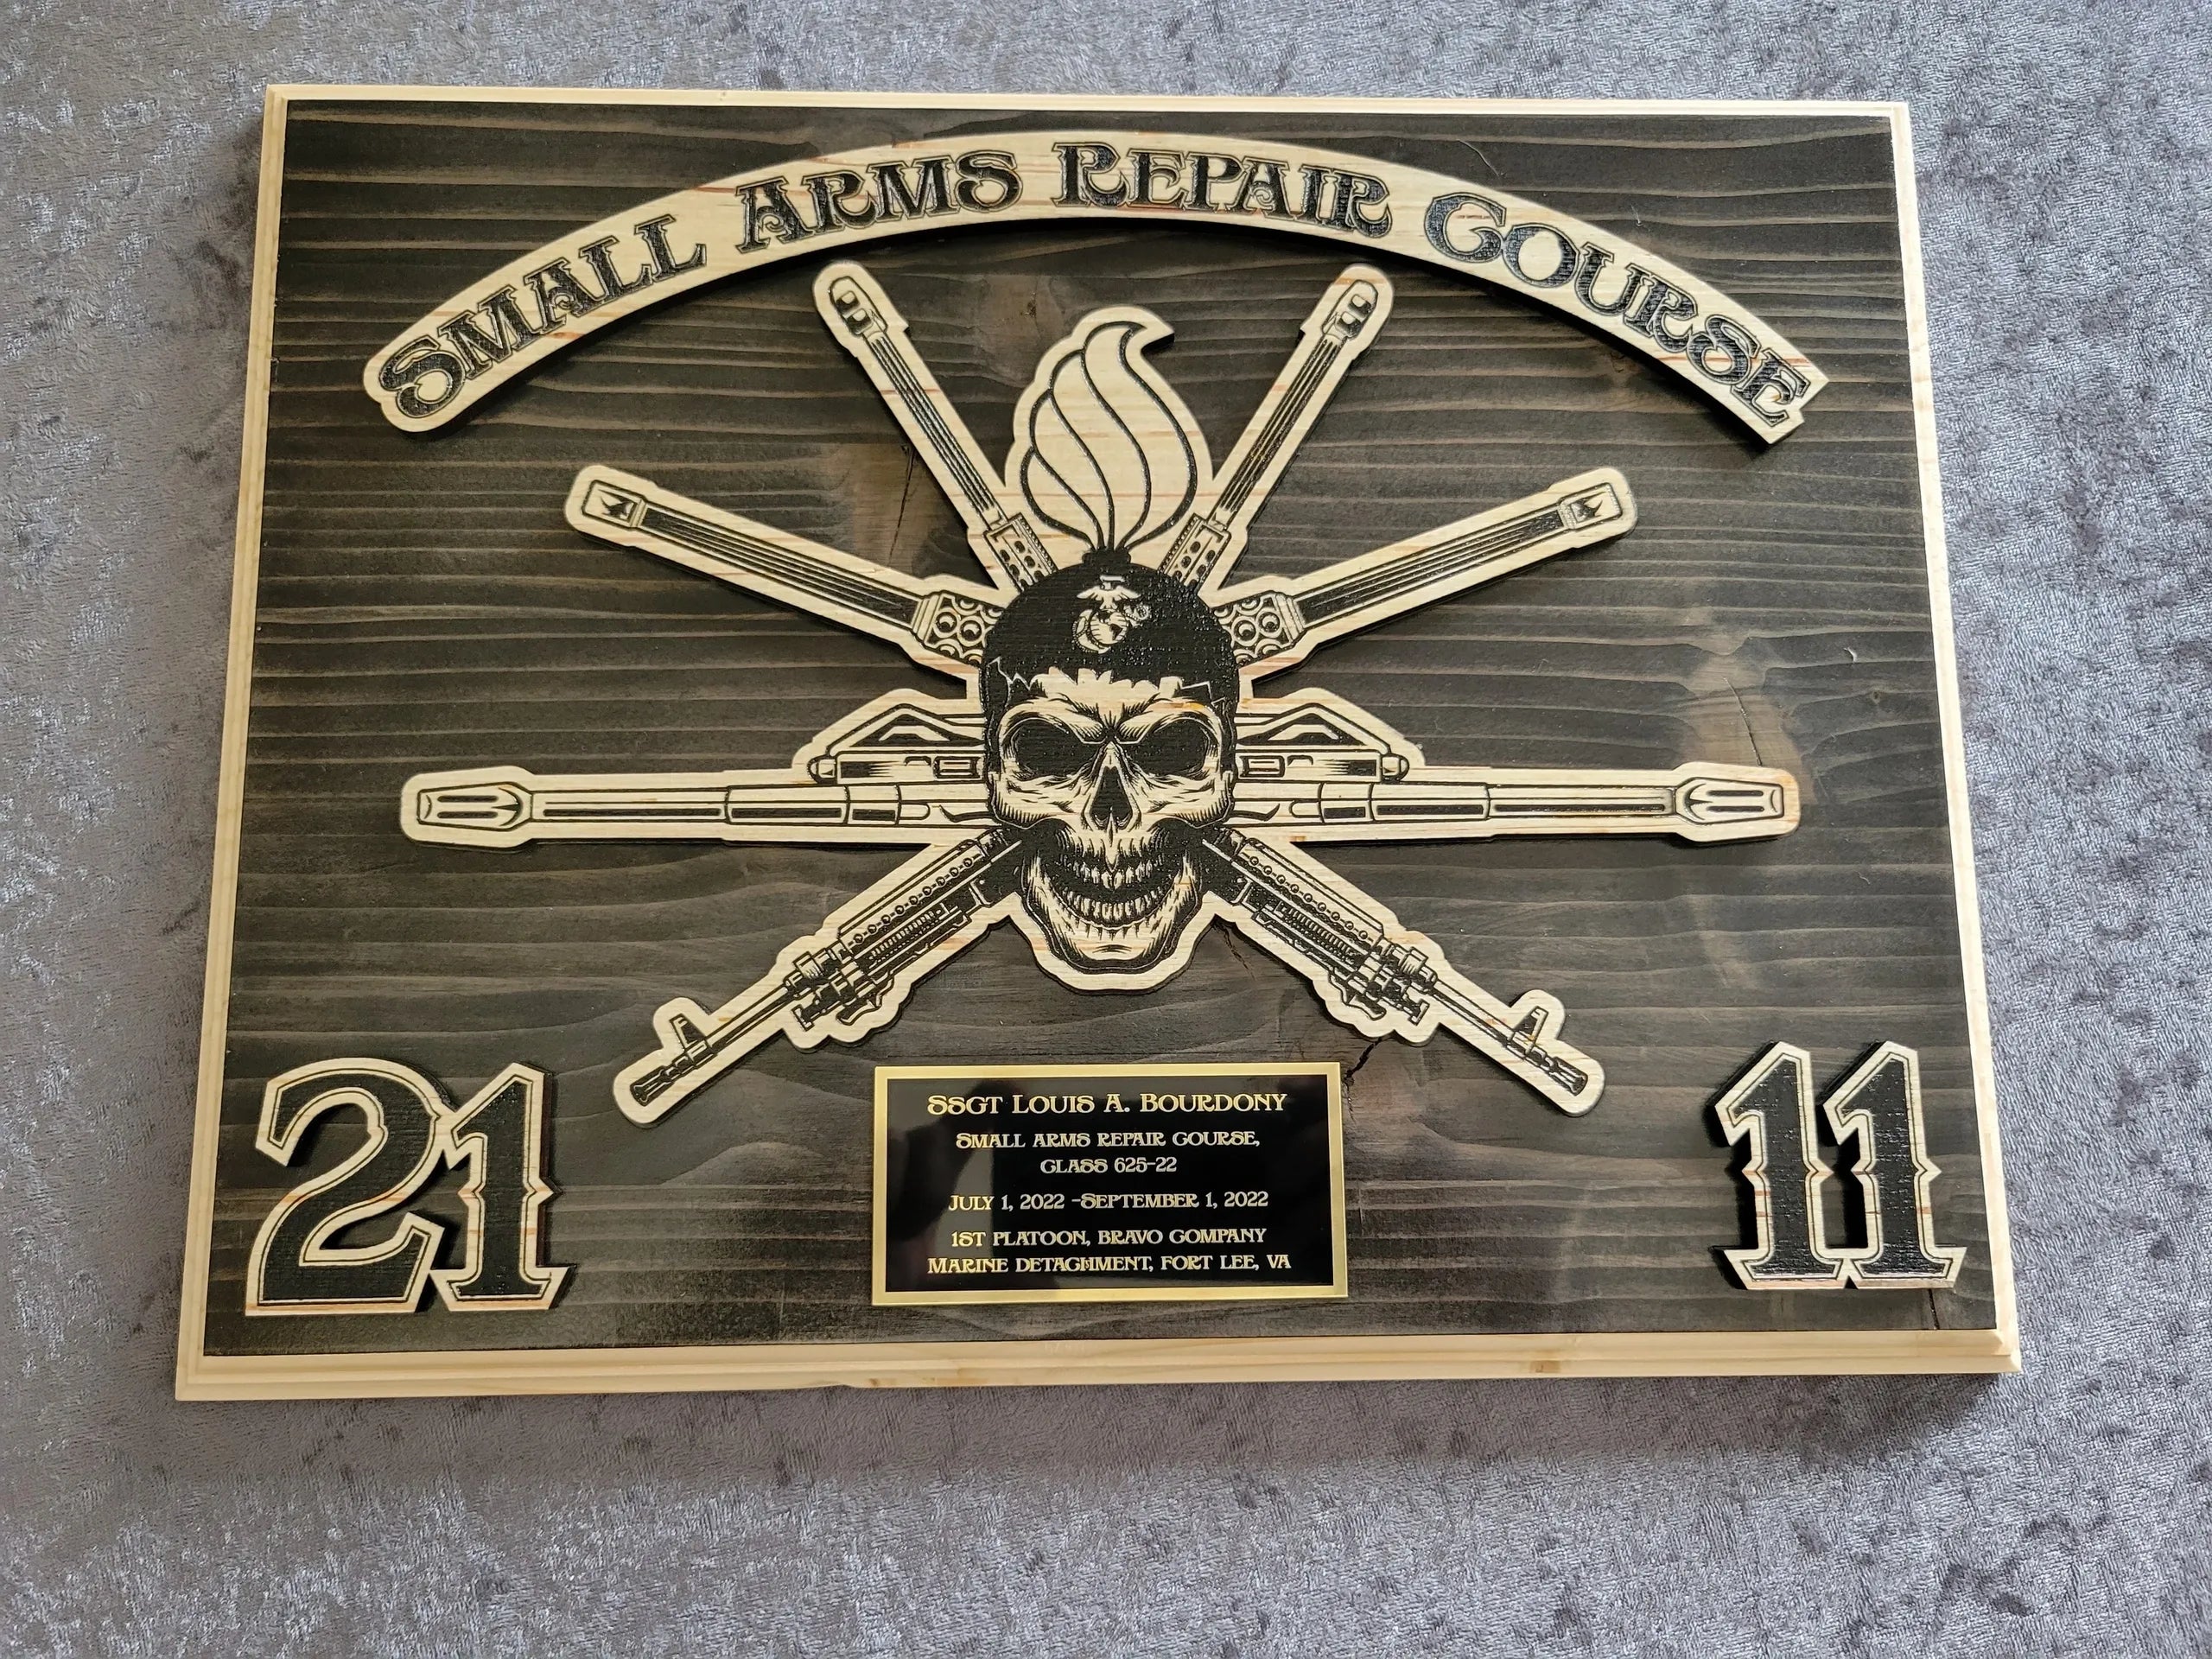 SMALL ARMS REPAIR COURSE
21
11
SSGT LOUIS A. BOURDONY
SMALL ARMS REPAIR COURSE,
CLASS 625-22
JULY 1, 2022 -SEPTEMBER 1, 2022
1ST PLATOON, BRAVO COMPANY
MARINE DETACHMENT, FORT LEE, VA